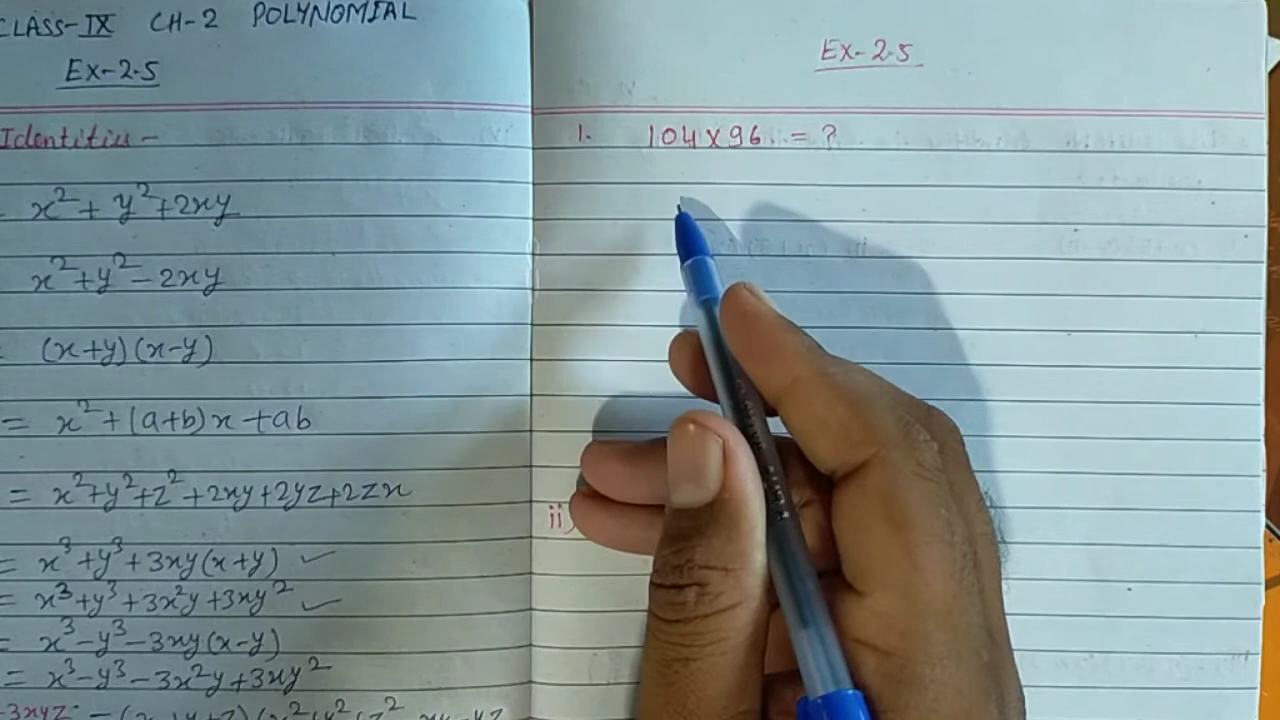 CLASS-IX CH-2 POLYNOMIAL
EX-2.5
Identities -
x²+ y²+2xy
x²+y²-2xy
(x+y)(x-y)
= x²+(a+b)x+ab
= x²+y²+z²+2xy+2yz+2zx
= x³+y³+3xy(x+y) ✓
= x³+y³+3x²y+3xy² ✓
= x³-y³-3xy(x-y)
= x³-y³-3x²y+3xy²
-3xyz
EX-2.5
1. 104x96 = ?
ii)